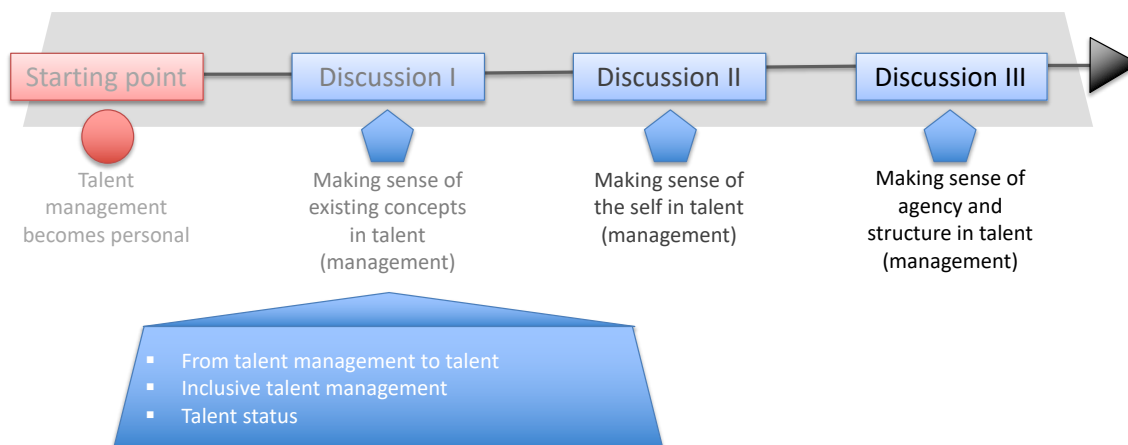 Starting point
Discussion I
Discussion II
Discussion III
Talent
management
becomes personal
Making sense of
existing concepts
in talent
(management)
Making sense of
the self in talent
(management)
Making sense of
agency and
structure in talent
(management)
▪ From talent management to talent
▪ Inclusive talent management
▪ Talent status